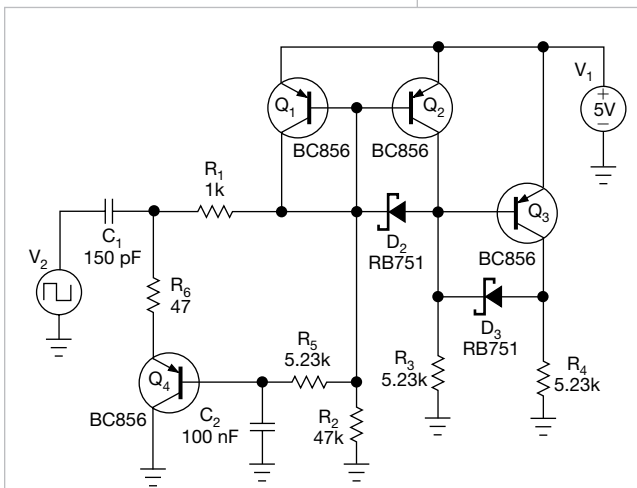 V1
+
5V
−
Q1
BC856
Q2
BC856
R1
1k
Q3
BC856
C1
150 pF
V2
D2
RB751
R6
47
D3
RB751
R5
5.23k
R3
5.23k
R4
5.23k
Q4
BC856
C2
100 nF
R2
47k